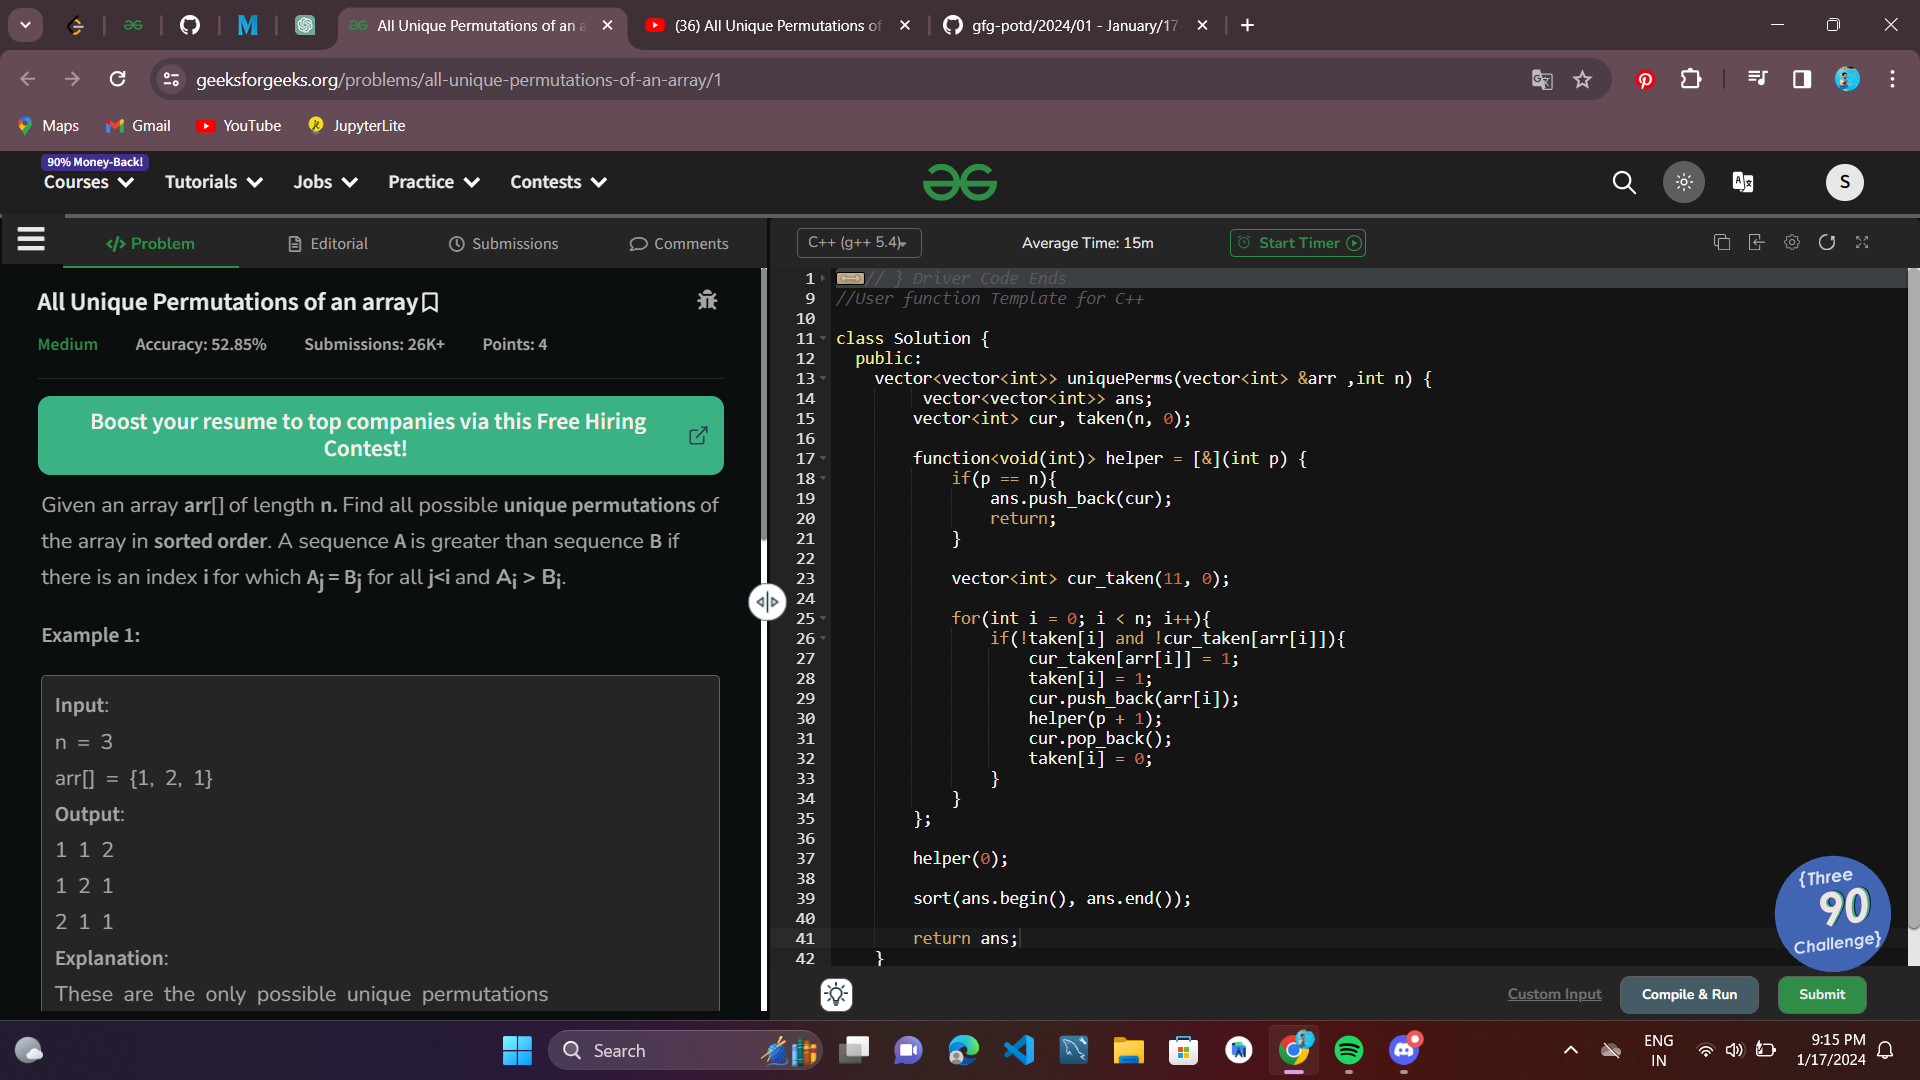 All Unique Permutations of an a
(36) All Unique Permutations of
gfg-potd/2024/01 - January/17
geeksforgeeks.org/problems/all-unique-permutations-of-an-array/1
Maps
Gmail
YouTube
JupyterLite
90% Money-Back!
Courses
Tutorials
Jobs
Practice
Contests
S
</> Problem
Editorial
Submissions
Comments
C++ (g++ 5.4)
Average Time: 15m
Start Timer
All Unique Permutations of an array
Medium
Accuracy: 52.85%
Submissions: 26K+
Points: 4
Boost your resume to top companies via this Free Hiring
Contest!
Given an array arr[] of length n. Find all possible unique permutations of
the array in sorted order. A sequence A is greater than sequence B if
there is an index i for which Aj = Bj for all j<i and Ai > Bi.
Example 1:
Input:
n = 3
arr[] = {1, 2, 1}
Output:
1 1 2
1 2 1
2 1 1
Explanation:
These are the only possible unique permutations
1 // } Driver Code Ends
9 //User function Template for C++
10
11 class Solution {
12 public:
13 vector<vector<int>> uniquePerms(vector<int> &arr ,int n) {
14 vector<vector<int>> ans;
15 vector<int> cur, taken(n, 0);
16
17 function<void(int)> helper = [&](int p) {
18 if(p == n){
19 ans.push_back(cur);
20 return;
21 }
22
23 vector<int> cur_taken(11, 0);
24
25 for(int i = 0; i < n; i++){
26 if(!taken[i] and !cur_taken[arr[i]]){
27 cur_taken[arr[i]] = 1;
28 taken[i] = 1;
29 cur.push_back(arr[i]);
30 helper(p + 1);
31 cur.pop_back();
32 taken[i] = 0;
33 }
34 }
35 };
36
37 helper(0);
38
39 sort(ans.begin(), ans.end());
40
41 return ans;
42 }
{Three
90
Challenge}
Custom Input
Compile & Run
Submit
Search
ENG
IN
9:15 PM
1/17/2024